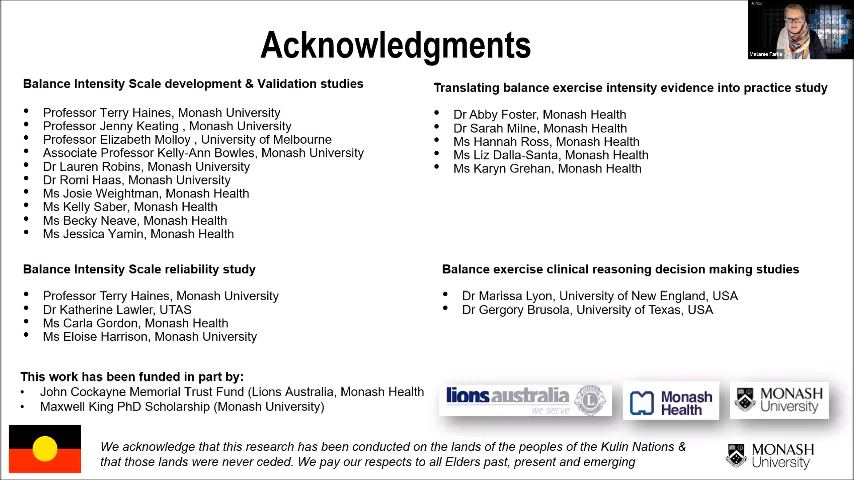 Acknowledgments
Melanie Farlie
Balance Intensity Scale development & Validation studies
• Professor Terry Haines, Monash University
• Professor Jenny Keating , Monash University
• Professor Elizabeth Molloy , University of Melbourne
• Associate Professor Kelly-Ann Bowles, Monash University
• Dr Lauren Robins, Monash University
• Dr Romi Haas, Monash University
• Ms Josie Weightman, Monash Health
• Ms Kelly Saber, Monash Health
• Ms Becky Neave, Monash Health
• Ms Jessica Yamin, Monash Health
Translating balance exercise intensity evidence into practice study
• Dr Abby Foster, Monash Health
• Dr Sarah Milne, Monash Health
• Ms Hannah Ross, Monash Health
• Ms Liz Dalla-Santa, Monash Health
• Ms Karyn Grehan, Monash Health
Balance Intensity Scale reliability study
• Professor Terry Haines, Monash University
• Dr Katherine Lawler, UTAS
• Ms Carla Gordon, Monash Health
• Ms Eloise Harrison, Monash University
Balance exercise clinical reasoning decision making studies
• Dr Marissa Lyon, University of New England, USA
• Dr Gergory Brusola, University of Texas, USA
This work has been funded in part by:
• John Cockayne Memorial Trust Fund (Lions Australia, Monash Health
• Maxwell King PhD Scholarship (Monash University)
lions australia
we serve
Monash
Health
MONASH
University
We acknowledge that this research has been conducted on the lands of the peoples of the Kulin Nations &
that those lands were never ceded. We pay our respects to all Elders past, present and emerging
MONASH
University